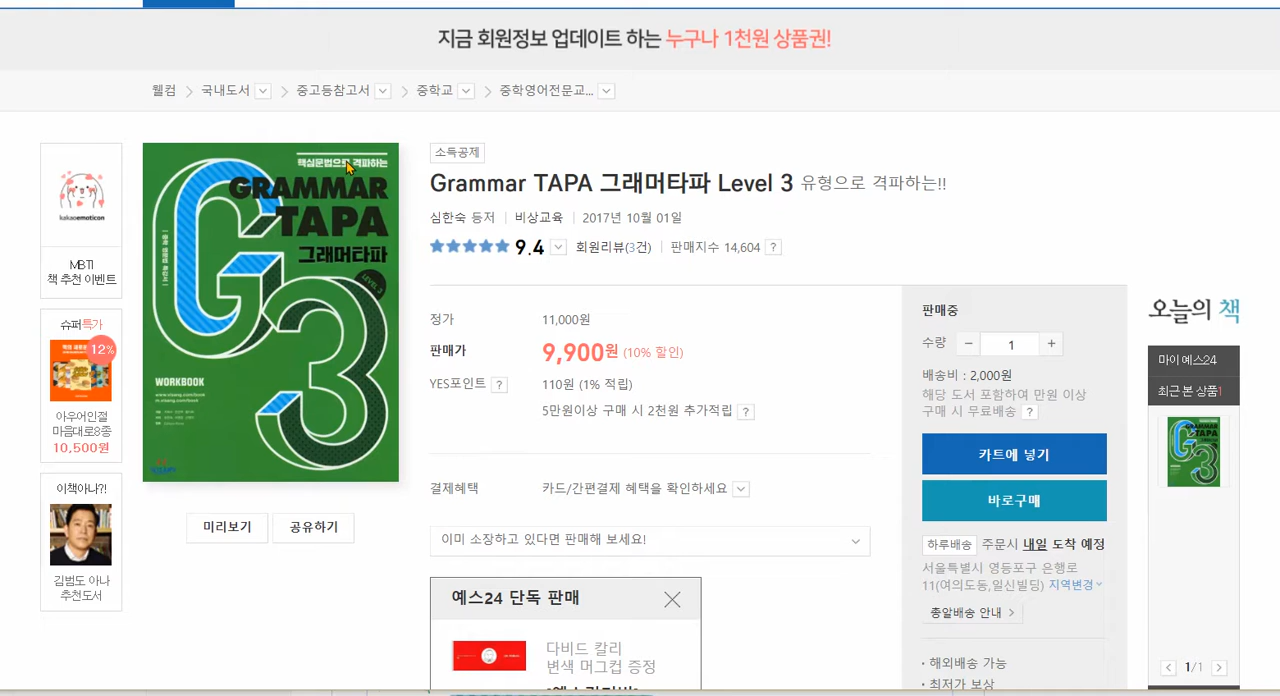 지금 회원정보 업데이트 하는 누구나 1천원 상품권!
웰컴 국내도서 중고등참고서 중학교 중학영어전문교...
kakaoemoticon
MBTI
책 추천 이벤트
슈퍼특가
12%
아우어인절
마음대로8종
10,500원
이책아나?!
김범도 아나
추천도서
핵심문법으로 격파하는
GRAMMAR
TAPA
그래머타파
LEVEL 3
G3
WORKBOOK
미리보기
공유하기
소득공제
Grammar TAPA 그래머타파 Level 3 유형으로 격파하는!!
심한숙 등저 | 비상교육 | 2017년 10월 01일
9.4 회원리뷰(3건) | 판매지수 14,604 ?
정가 11,000원
판매가 9,900원 (10% 할인)
YES포인트 ? 110원 (1% 적립)
5만원이상 구매 시 2천원 추가적립 ?
결제혜택 카드/간편결제 혜택을 확인하세요
이미 소장하고 있다면 판매해 보세요!
예스24 단독 판매
다비드 칼리
변색 머그컵 증정
판매중
수량 − 1 +
배송비 : 2,000원
해당 도서 포함하여 만원 이상
구매 시 무료배송 ?
카트에 넣기
바로구매
하루배송 주문시 내일 도착 예정
서울특별시 영등포구 은행로
11(여의도동,일신빌딩) 지역변경
총알배송 안내
· 해외배송 가능
· 최저가 보상
오늘의 책
마이 예스24
최근 본 상품1
GRAMMAR
TAPA
1/1